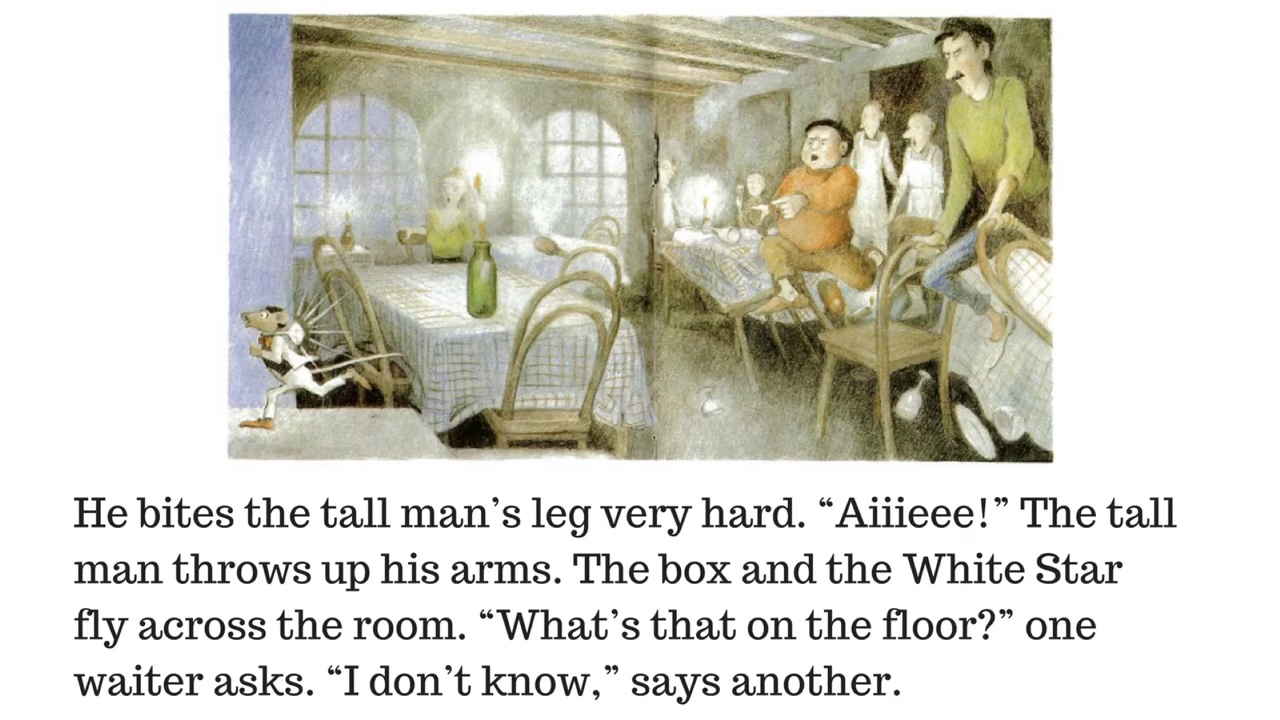 He bites the tall man’s leg very hard. “Aiiieee!” The tall
man throws up his arms. The box and the White Star
fly across the room. “What’s that on the floor?” one
waiter asks. “I don’t know,” says another.